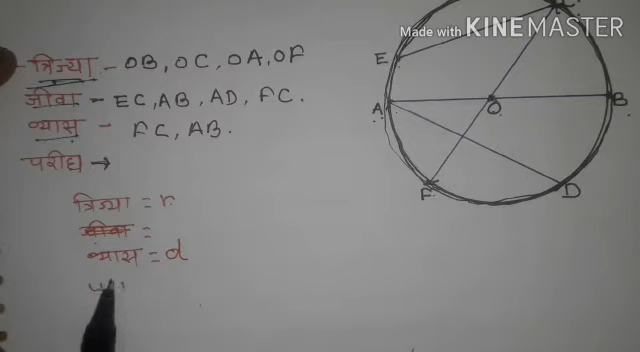 Made with KINEMASTER
त्रिज्या - OB, OC, OA, OF
जीवा - EC, AB, AD, FC.
व्यास - FC, AB.
परीघ →
त्रिज्या = r
जीवा =
व्यास = d
E
A
O
B
F
D